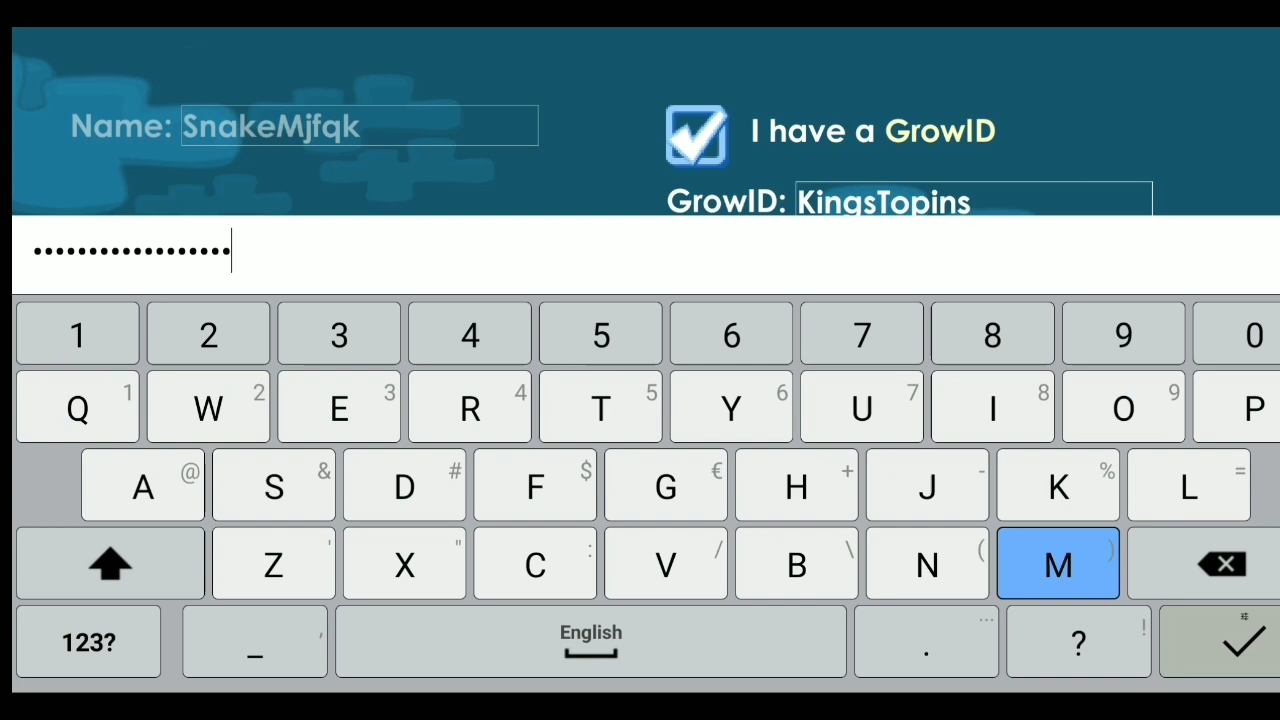 Name: SnakeMjfqk
I have a GrowID
GrowID: KingsTopins
••••••••••••••••••
1 2 3 4 5 6 7 8 9 0
Q 1 W 2 E 3 R 4 T 5 Y 6 U 7 I 8 O 9 P
A @ S & D # F $ G € H + J - K % L =
Z ' X " C : V / B \ N ( M )
123? _ , English . ... ? !